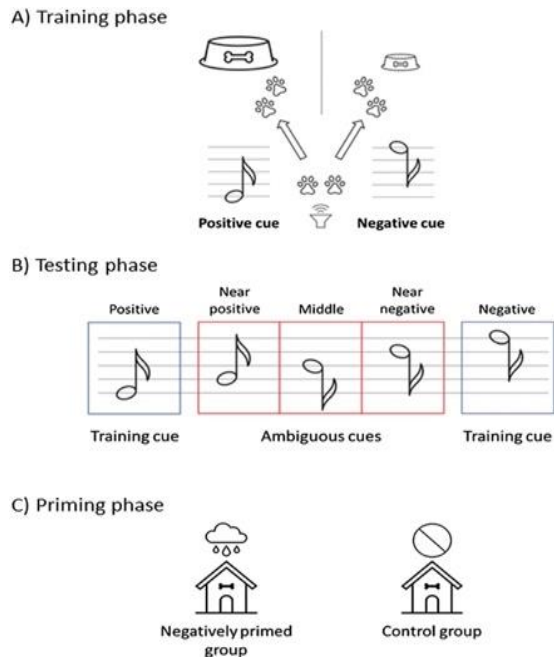 A) Training phase
Positive cue
Negative cue
B) Testing phase
Positive
Near
positive
Middle
Near
negative
Negative
Training cue
Ambiguous cues
Training cue
C) Priming phase
Negatively primed
group
Control group